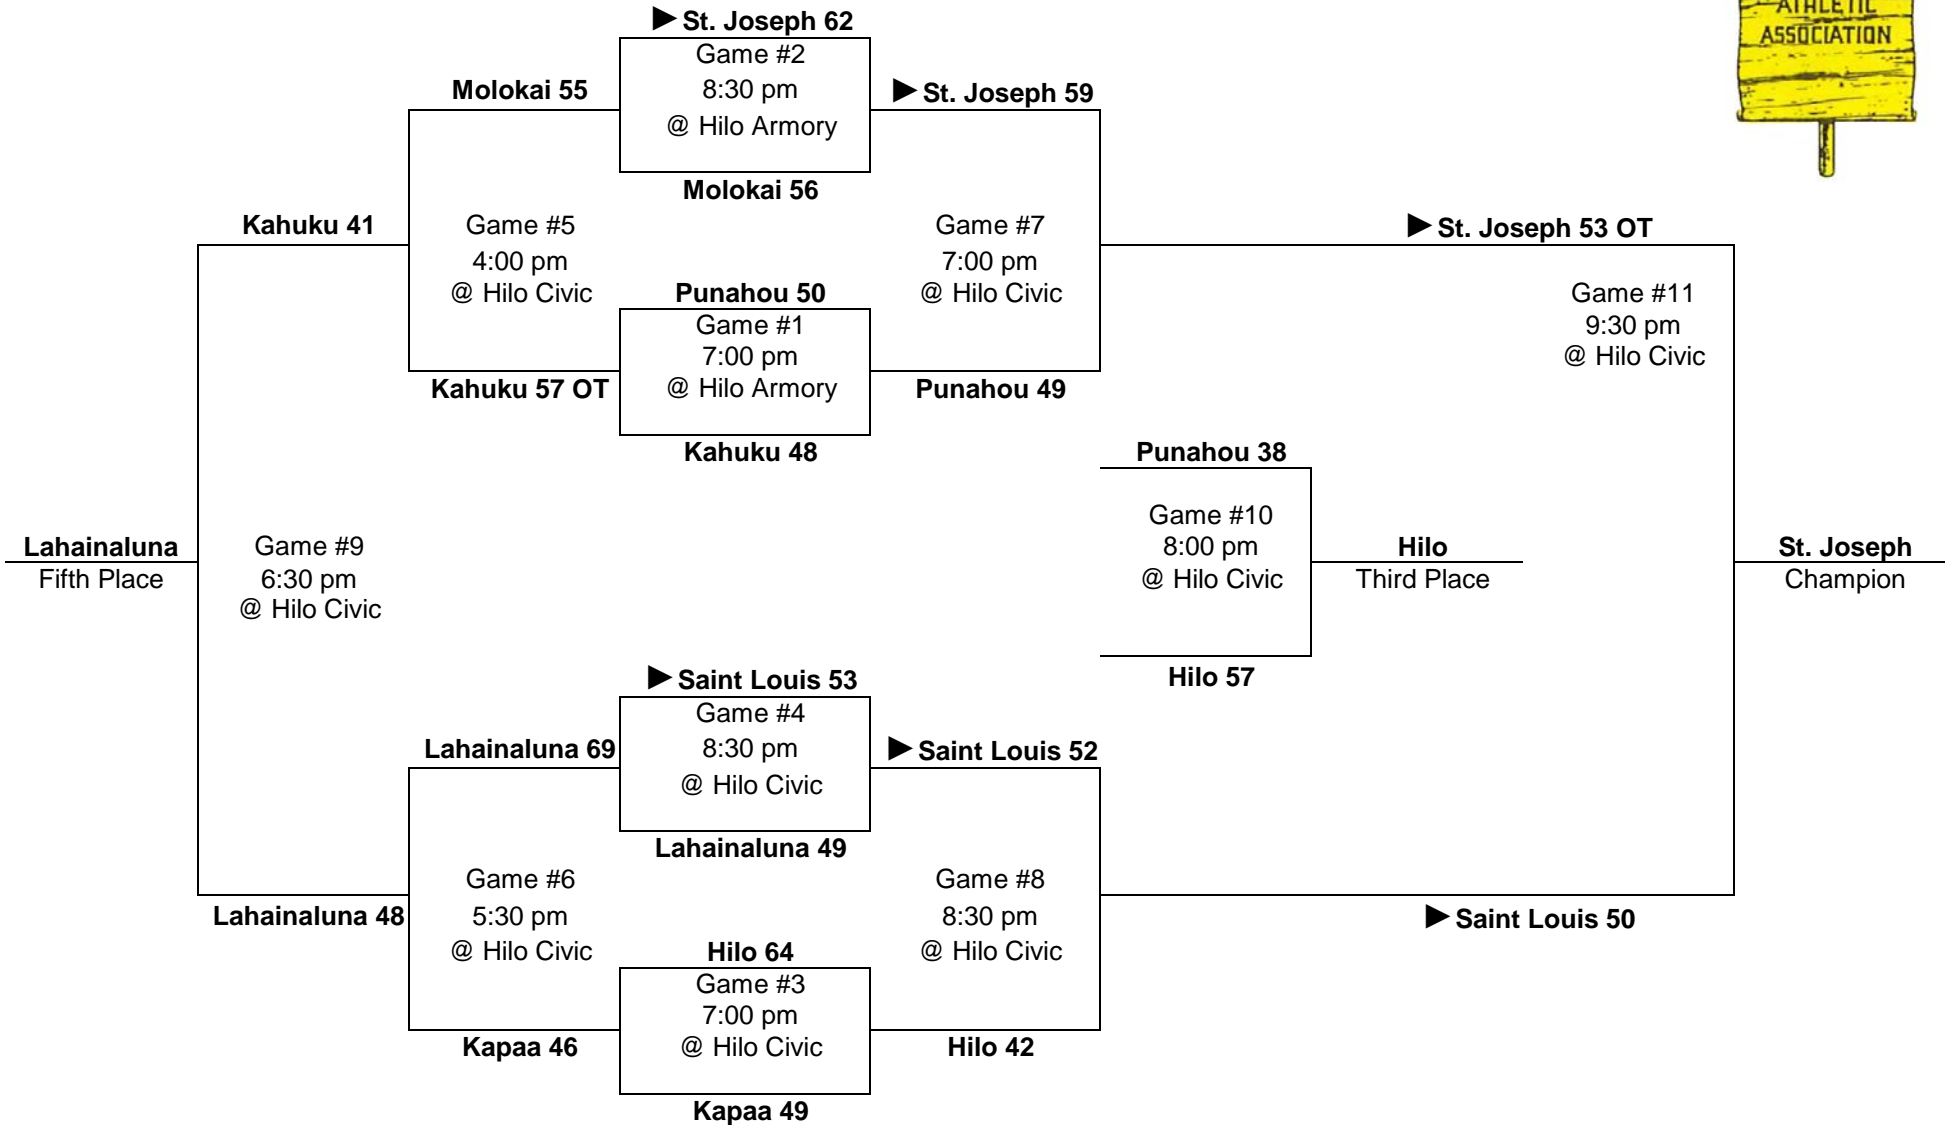 ATHLETIC
ASSOCIATION
► St. Joseph 62
Game #2
8:30 pm
@ Hilo Armory
Molokai 56
Molokai 55
► St. Joseph 59
Kahuku 41
Game #5
4:00 pm
@ Hilo Civic
Game #7
7:00 pm
@ Hilo Civic
► St. Joseph 53 OT
Punahou 50
Game #1
7:00 pm
@ Hilo Armory
Kahuku 48
Kahuku 57 OT
Punahou 49
Game #11
9:30 pm
@ Hilo Civic
Punahou 38
Game #10
8:00 pm
@ Hilo Civic
Hilo 57
Lahainaluna
Fifth Place
Game #9
6:30 pm
@ Hilo Civic
Hilo
Third Place
St. Joseph
Champion
► Saint Louis 53
Game #4
8:30 pm
@ Hilo Civic
Lahainaluna 49
Lahainaluna 69
► Saint Louis 52
Lahainaluna 48
Game #6
5:30 pm
@ Hilo Civic
Game #8
8:30 pm
@ Hilo Civic
► Saint Louis 50
Hilo 64
Game #3
7:00 pm
@ Hilo Civic
Kapaa 49
Kapaa 46
Hilo 42